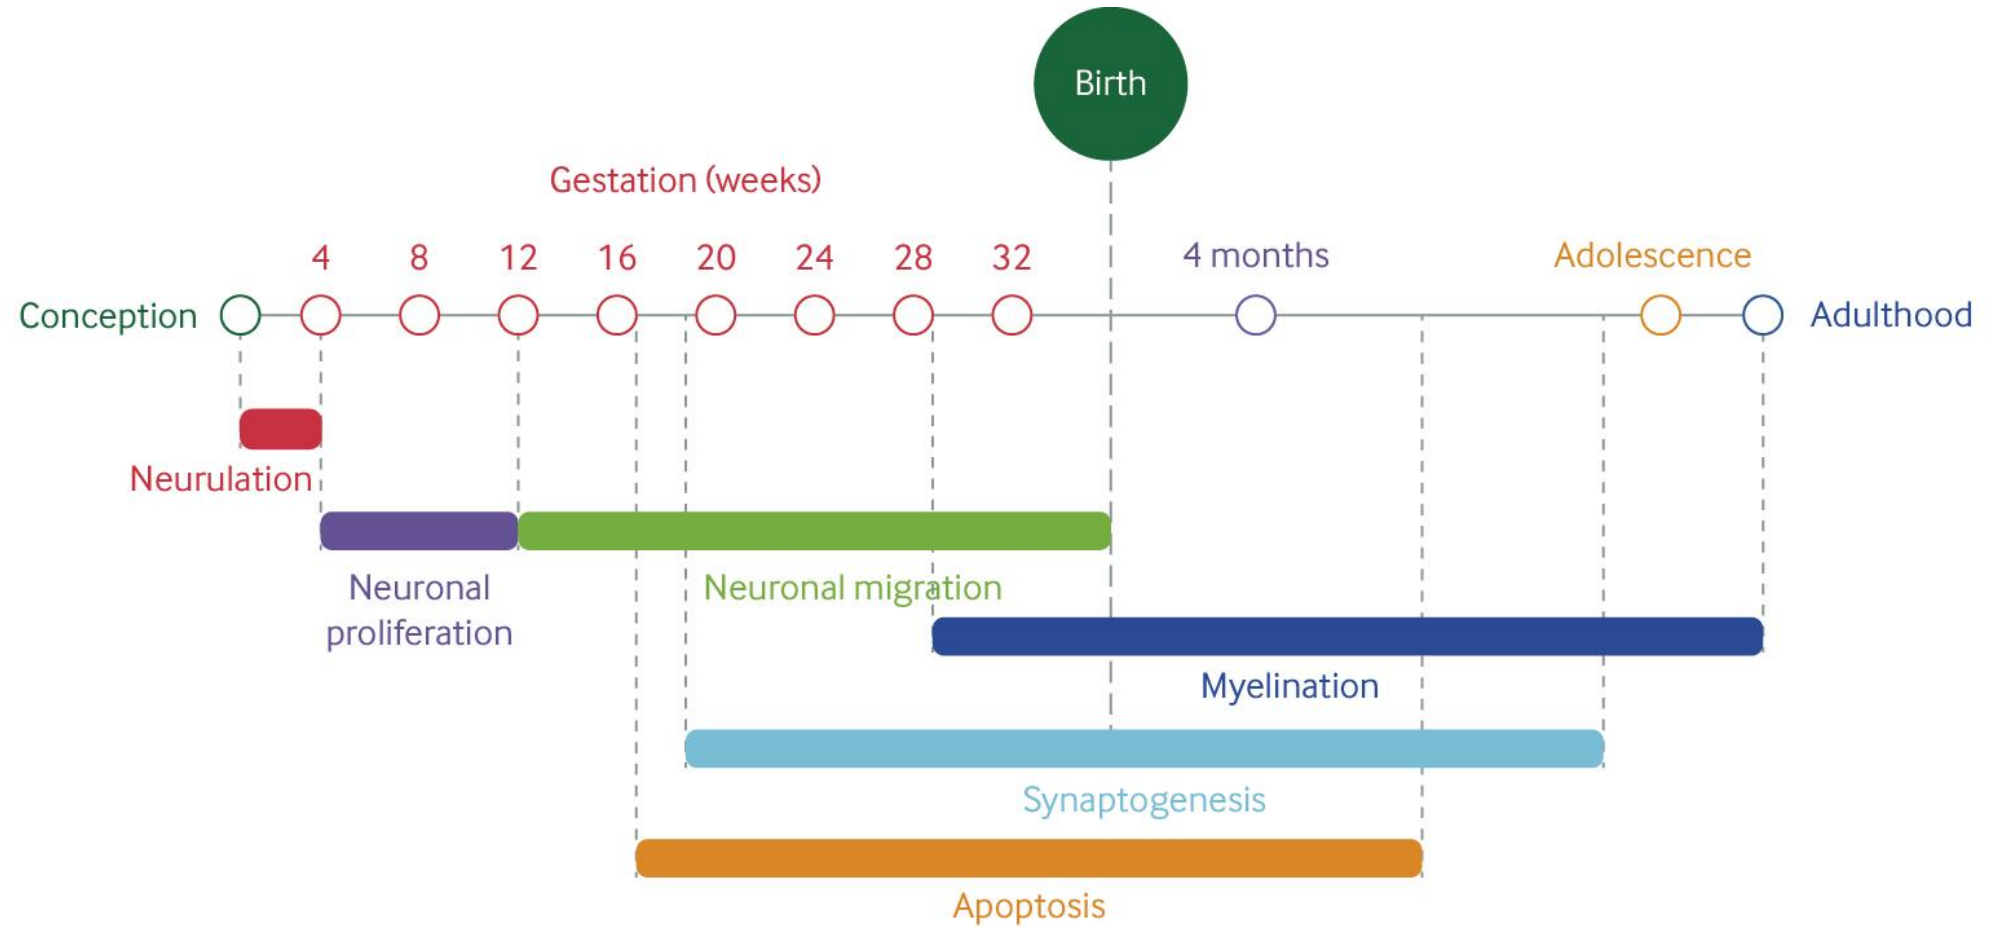 Birth
Gestation (weeks)
4 8 12 16 20 24 28 32 4 months Adolescence
Conception Adulthood
Neurulation
Neuronal migration
Neuronal
proliferation
Myelination
Synaptogenesis
Apoptosis